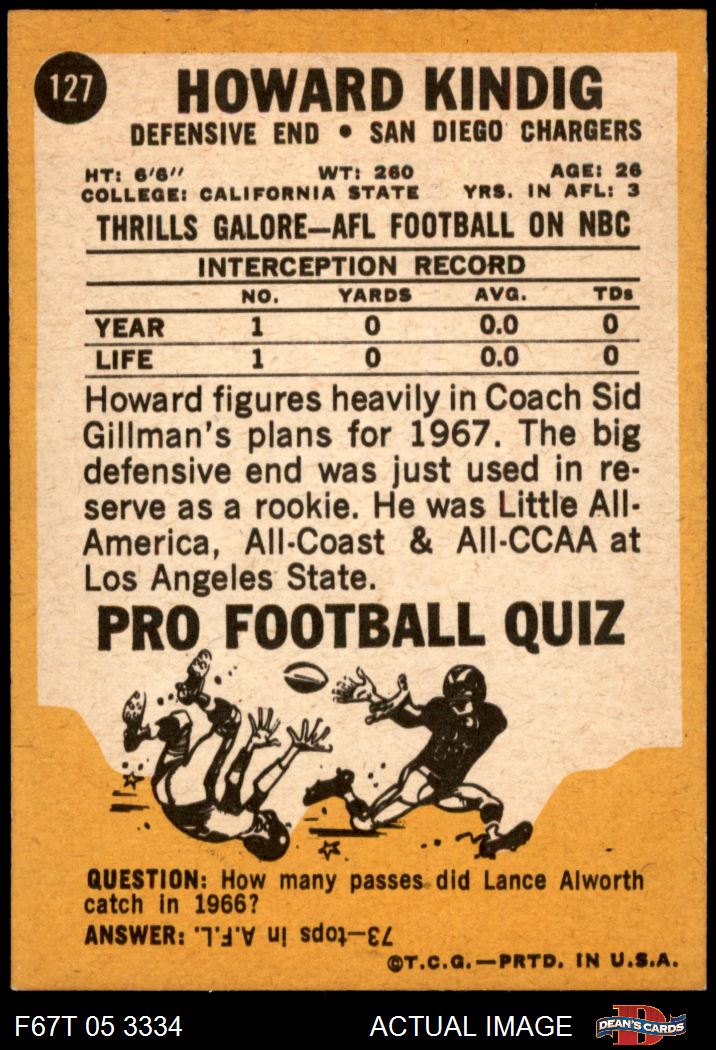 127
HOWARD KINDIG
DEFENSIVE END • SAN DIEGO CHARGERS
HT: 6'6" WT: 260 AGE: 26
COLLEGE: CALIFORNIA STATE YRS. IN AFL: 3
THRILLS GALORE—AFL FOOTBALL ON NBC
INTERCEPTION RECORD
NO. YARDS AVG. TDs
YEAR 1 0 0.0 0
LIFE 1 0 0.0 0
Howard figures heavily in Coach Sid
Gillman's plans for 1967. The big
defensive end was just used in re-
serve as a rookie. He was Little All-
America, All-Coast & All-CCAA at
Los Angeles State.
PRO FOOTBALL QUIZ
QUESTION: How many passes did Lance Alworth
catch in 1966?
ANSWER: 73—tops in A.F.L.
©T.C.G.—PRTD. IN U.S.A.
F67T 05 3334 ACTUAL IMAGE DEAN'S CARDS